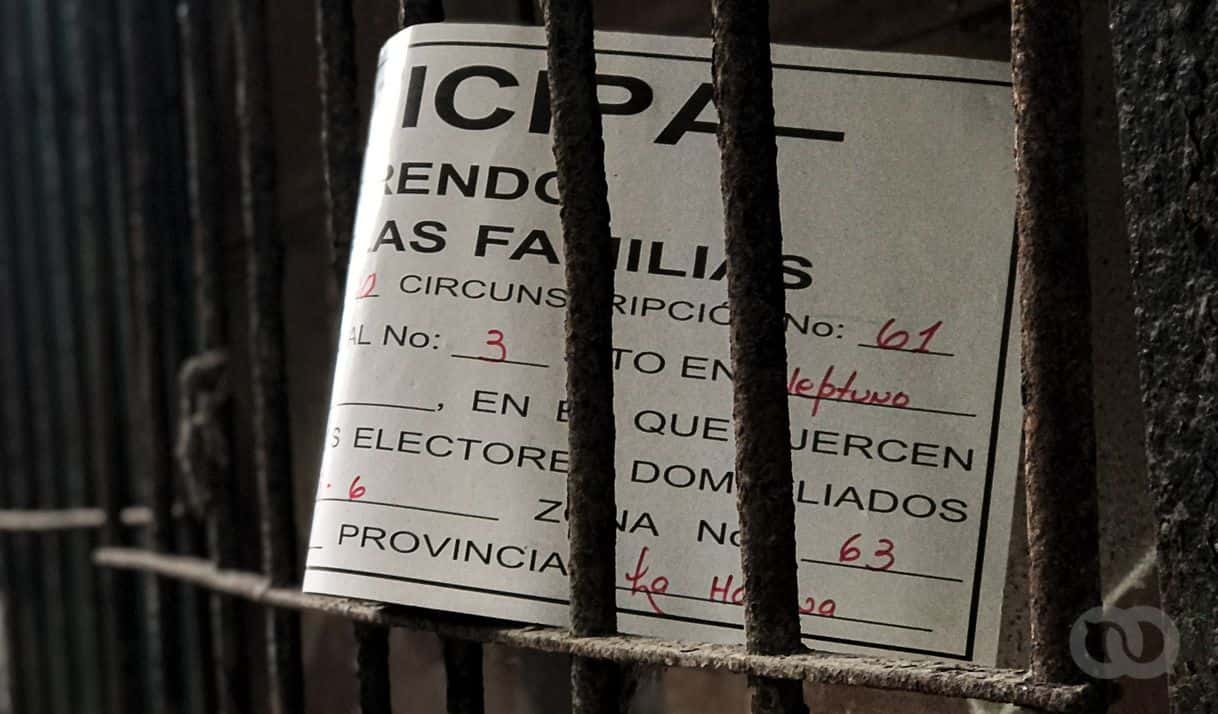 ICIPA
RENDO
LAS FAMILIAS
CIRCUNSCRIPCIÓN No: 61
AL No: 3 TO EN Neptuno
, EN EL QUE EJERCEN
S ELECTORES DOMICILIADOS
6 ZONA No 63
PROVINCIA La Habana